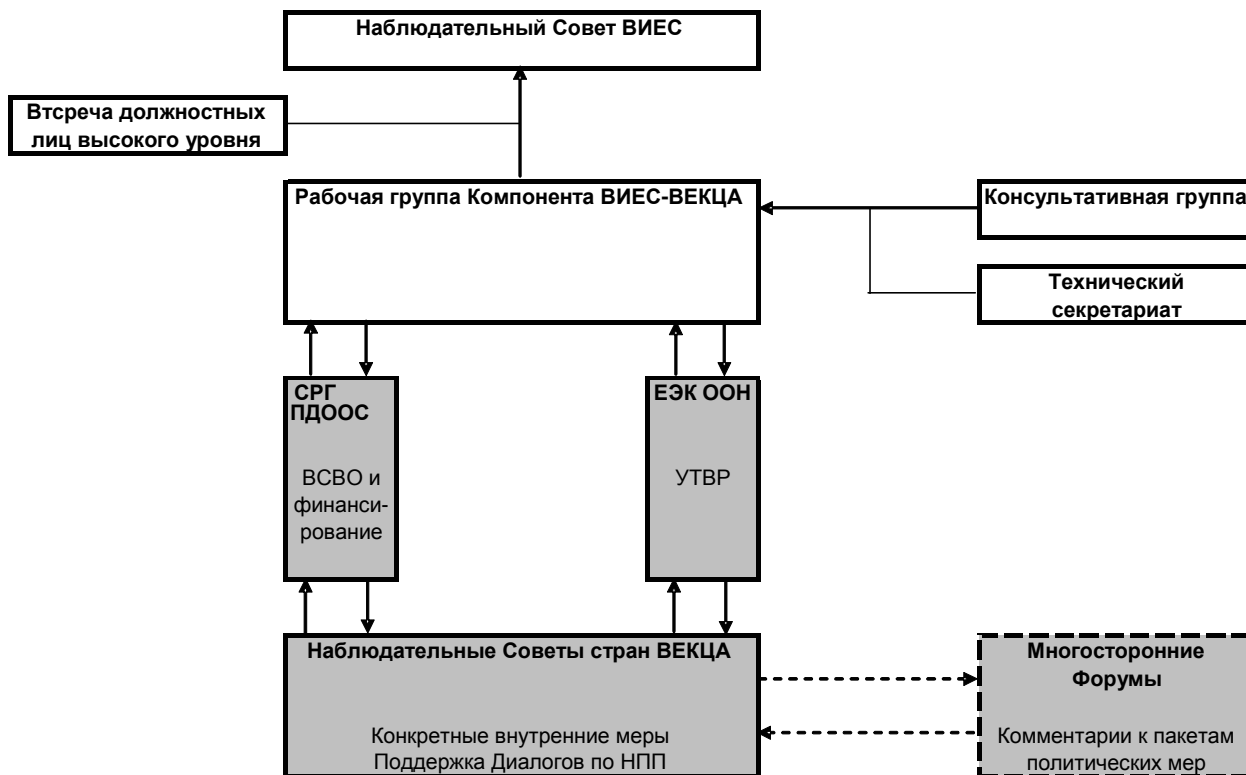 Наблюдательный Совет ВИЕС
Втсреча должностных
лиц высокого уровня
Рабочая группа Компонента ВИЕС-ВЕКЦА
Консультативная группа
Технический
секретариат
СРГ
ПДООС
ВСВО и
финанси-
рование
ЕЭК ООН
УТВР
Наблюдательные Советы стран ВЕКЦА
Конкретные внутренние меры
Поддержка Диалогов по НПП
Многосторонние
Форумы
Комментарии к пакетам
политических мер